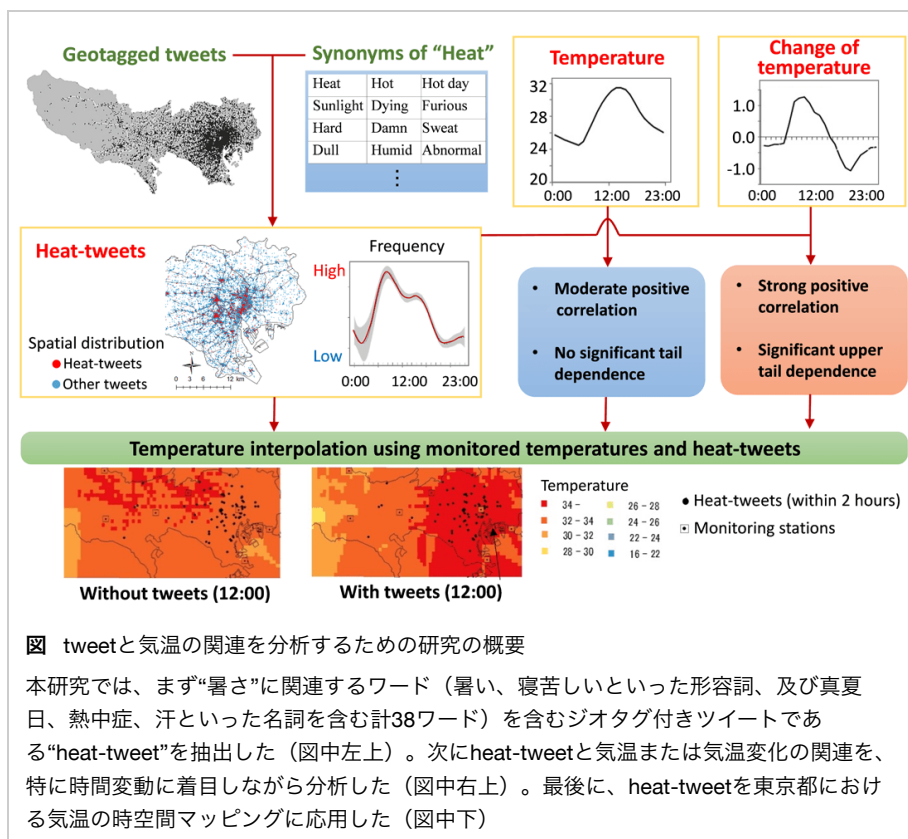 Geotagged tweets
Synonyms of “Heat”
Heat Hot Hot day
Sunlight Dying Furious
Hard Damn Sweat
Dull Humid Abnormal
⋮
Temperature
32
28
24
20
0:00 12:00 23:00
Change of
temperature
1.0
0.0
-1.0
0:00 12:00 23:00
Heat-tweets
Spatial distribution
Heat-tweets
Other tweets
N
0 3 6 12 km
Frequency
High
Low
0:00 12:00 23:00
• Moderate positive
correlation
• No significant tail
dependence
• Strong positive
correlation
• Significant upper
tail dependence
Temperature interpolation using monitored temperatures and heat-tweets
Without tweets (12:00)
With tweets (12:00)
Temperature
34 - 26 - 28
32 - 34 24 - 26
30 - 32 22 - 24
28 - 30 16 - 22
Heat-tweets (within 2 hours)
Monitoring stations
図 tweetと気温の関連を分析するための研究の概要
本研究では、まず“暑さ”に関連するワード（暑い、寝苦しいといった形容詞、及び真夏
日、熱中症、汗といった名詞を含む計38ワード）を含むジオタグ付きツイートであ
る“heat-tweet”を抽出した（図中左上）。次にheat-tweetと気温または気温変化の関連を、
特に時間変動に着目しながら分析した（図中右上）。最後に、heat-tweetを東京都におけ
る気温の時空間マッピングに応用した（図中下）